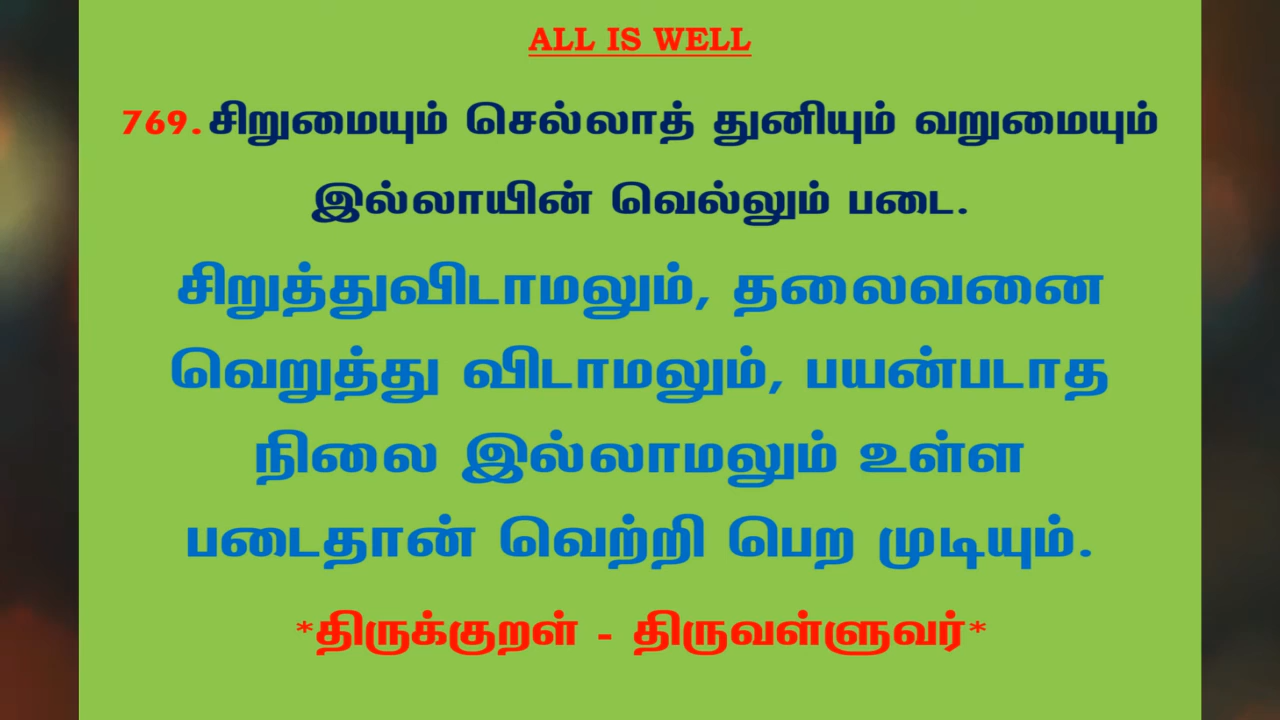 ALL IS WELL
769. சிறுமையும் செல்லாத் துனியும் வறுமையும்
இல்லாயின் வெல்லும் படை.
சிறுத்துவிடாமலும், தலைவனை
வெறுத்து விடாமலும், பயன்படாத
நிலை இல்லாமலும் உள்ள
படைதான் வெற்றி பெற முடியும்.
*திருக்குறள் - திருவள்ளுவர்*